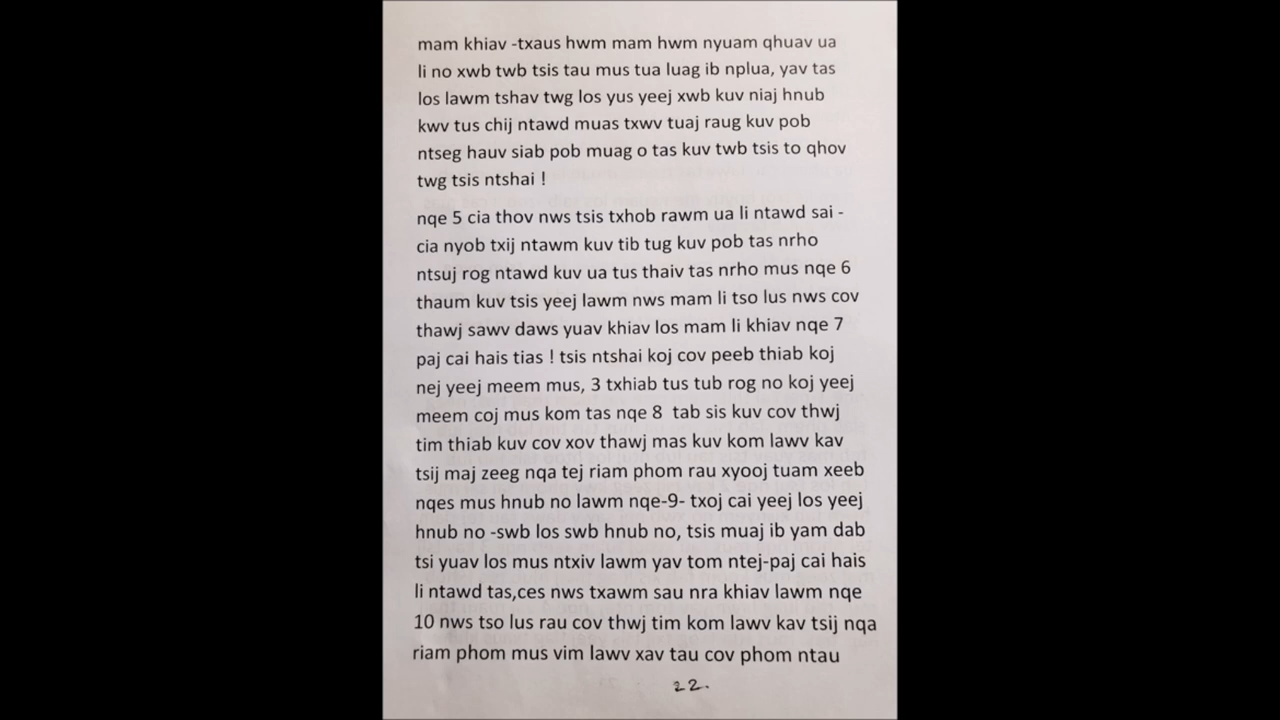 mam khiav -txaus hwm mam hwm nyuam qhuav ua
li no xwb twb tsis tau mus tua luag ib nplua, yav tas
los lawm tshav twg los yus yeej xwb kuv niaj hnub
kwv tus chij ntawd muas txwv tuaj raug kuv pob
ntseg hauv siab pob muag o tas kuv twb tsis to qhov
twg tsis ntshai !
nqe 5 cia thov nws tsis txhob rawm ua li ntawd sai -
cia nyob txij ntawm kuv tib tug kuv pob tas nrho
ntsuj rog ntawd kuv ua tus thaiv tas nrho mus nqe 6
thaum kuv tsis yeej lawm nws mam li tso lus nws cov
thawj sawv daws yuav khiav los mam li khiav nqe 7
paj cai hais tias ! tsis ntshai koj cov peeb thiab koj
nej yeej meem mus, 3 txhiab tus tub rog no koj yeej
meem coj mus kom tas nqe 8  tab sis kuv cov thwj
tim thiab kuv cov xov thawj mas kuv kom lawv kav
tsij maj zeeg nqa tej riam phom rau xyooj tuam xeeb
nqes mus hnub no lawm nqe-9- txoj cai yeej los yeej
hnub no -swb los swb hnub no, tsis muaj ib yam dab
tsi yuav los mus ntxiv lawm yav tom ntej-paj cai hais
li ntawd tas,ces nws txawm sau nra khiav lawm nqe
10 nws tso lus rau cov thwj tim kom lawv kav tsij nqa
riam phom mus vim lawv xav tau cov phom ntau
22.